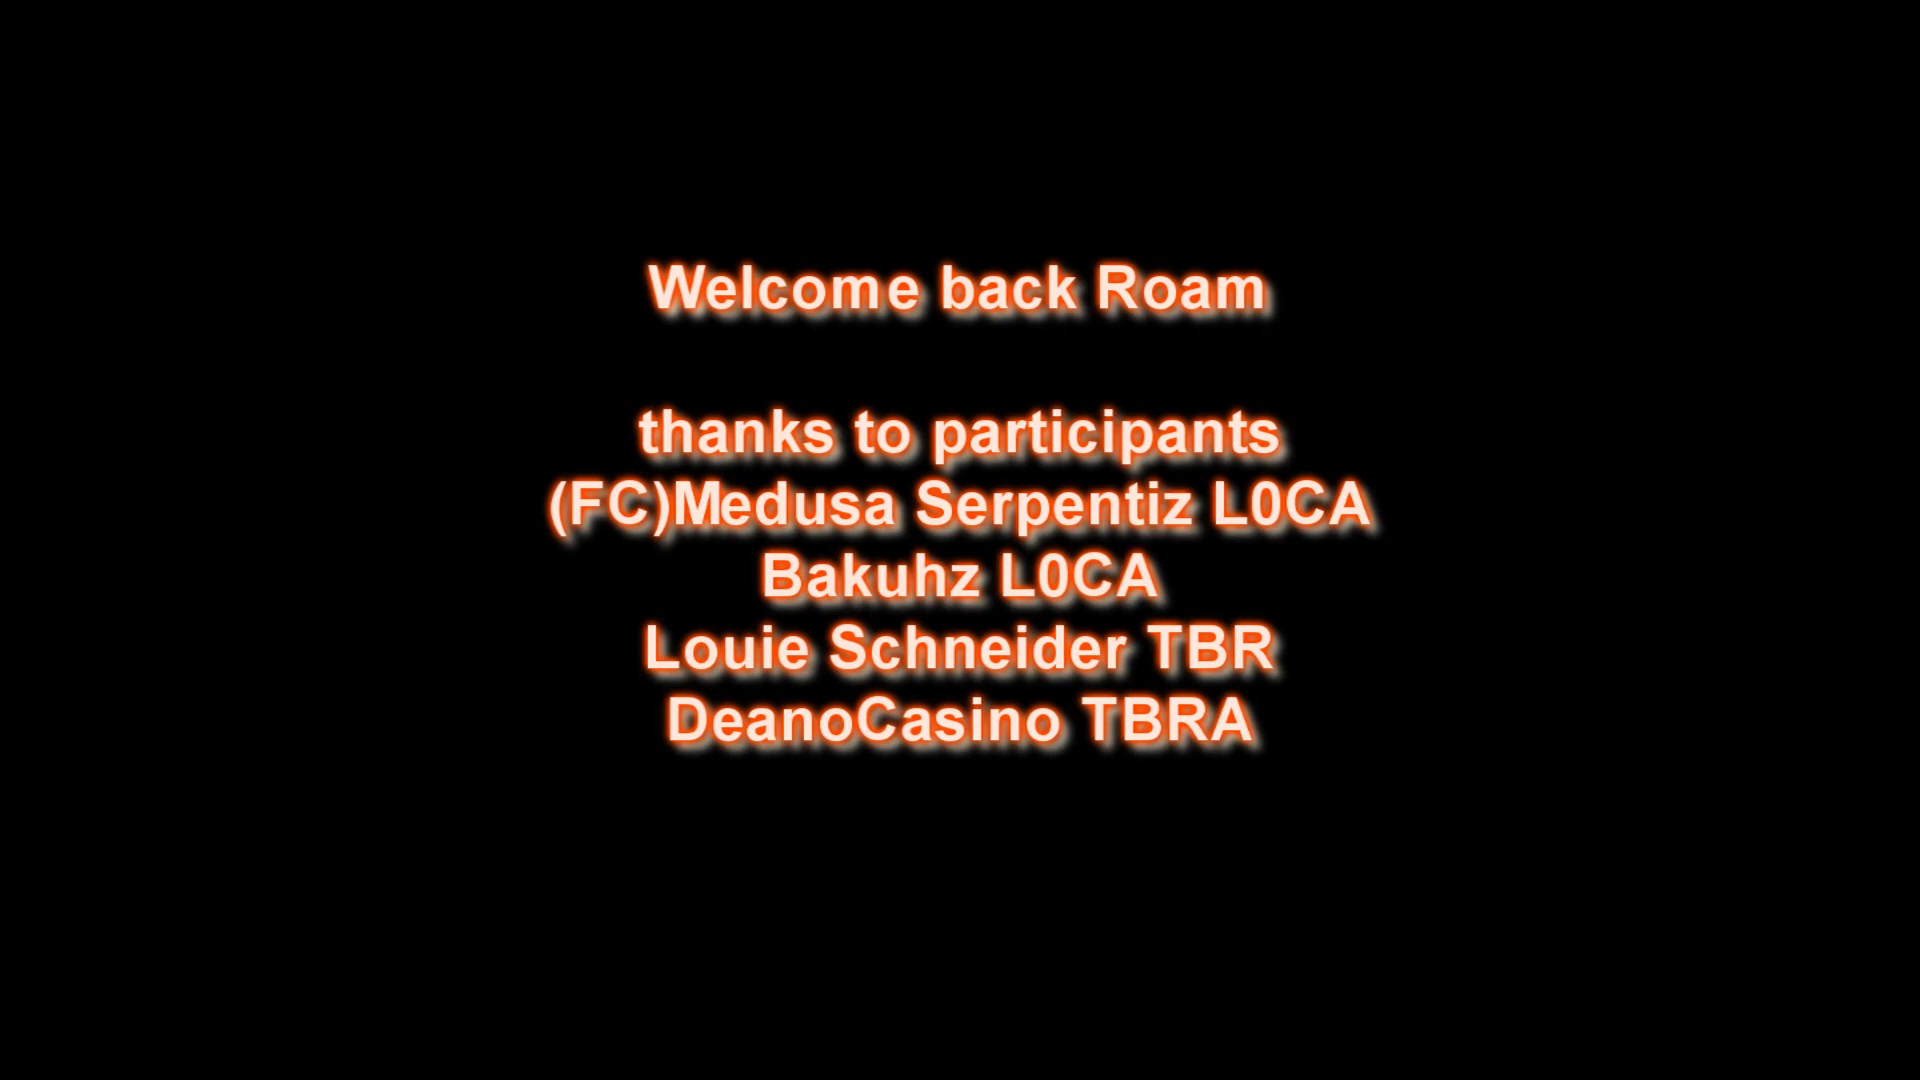 Welcome back Roam
thanks to participants
(FC)Medusa Serpentiz L0CA
Bakuhz L0CA
Louie Schneider TBR
DeanoCasino TBRA